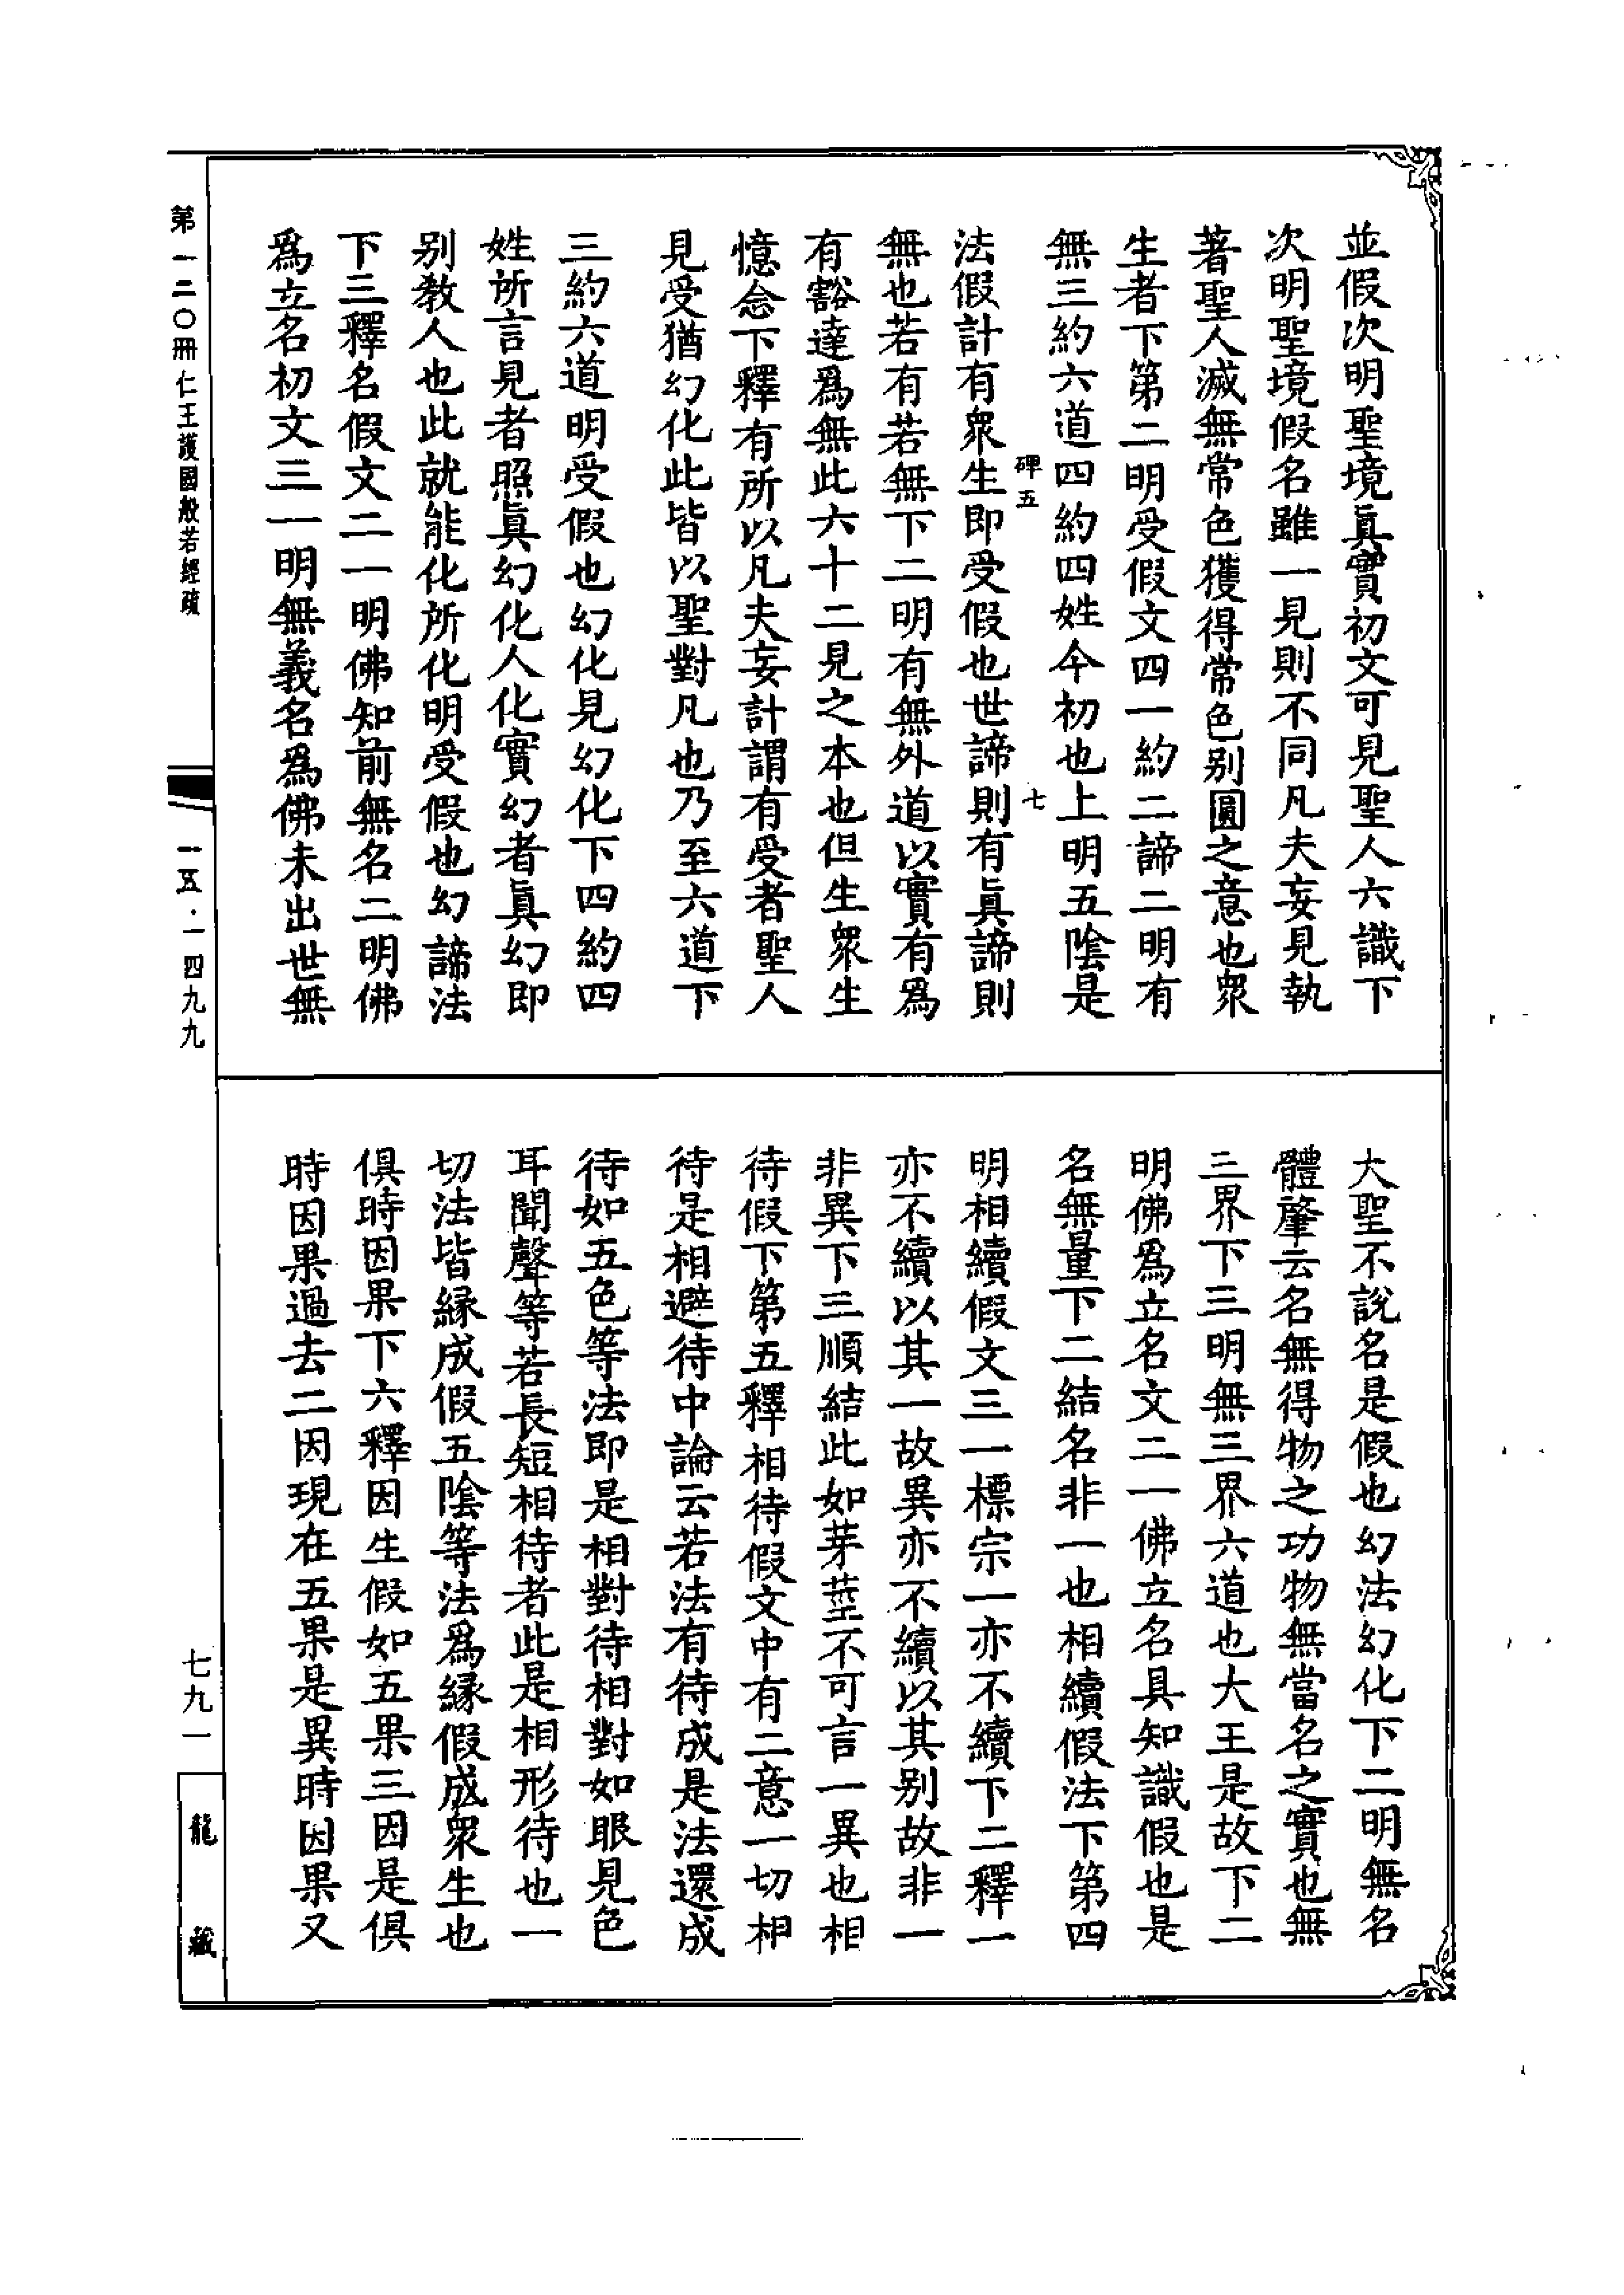 並假次明聖境眞實初文可見聖人六識下
次明聖境假名雖一見則不同凡夫妄見執
著聖人滅無常色獲得常色别圓之意也衆
生者下第二明受假文四一約二諦二明有
無三約六道四約四姓今初也上明五隂是
碑五
七
法假計有衆生即受假也世諦則有眞諦則
無也若有若無下二明有無外道以實有爲
有豁達爲無此六十二見之本也但生衆生
憶念下釋有所以凡夫妄計謂有受者聖人
見受猶幻化此皆以聖對凡也乃至六道下
三約六道明受假也幻化見幻化下四約四
姓所言見者照眞幻化人化實幻者眞幻即
别教人也此就能化所化明受假也幻諦法
下三釋名假文二一明佛知前無名二明佛
爲立名初文三一明無義名爲佛未出世無
大聖不說名是假也幻法幻化下二明無名
體肇云名無得物之功物無當名之實也無
三界下三明無三界六道也大王是故下二
明佛爲立名文二一佛立名具知識假也是
名無量下二結名非一也相續假法下第四
明相續假文三一標宗一亦不續下二釋一
亦不續以其一故異亦不續以其别故非一
非異下三順結此如芽莖不可言一異也相
待假下第五釋相待假文中有二意一切相
待是相避待中論云若法有待成是法還成
待如五色等法即是相對待相對如眼見色
耳聞聲等若長短相待者此是相形待也一
切法皆縁成假五隂等法爲縁假成衆生也
俱時因果下六釋因生假如五果三因是俱
時因果過去二因現在五果是異時因果又
第一二〇冊 仁王護國般若經疏
一五·一四九九
七九一
龍藏